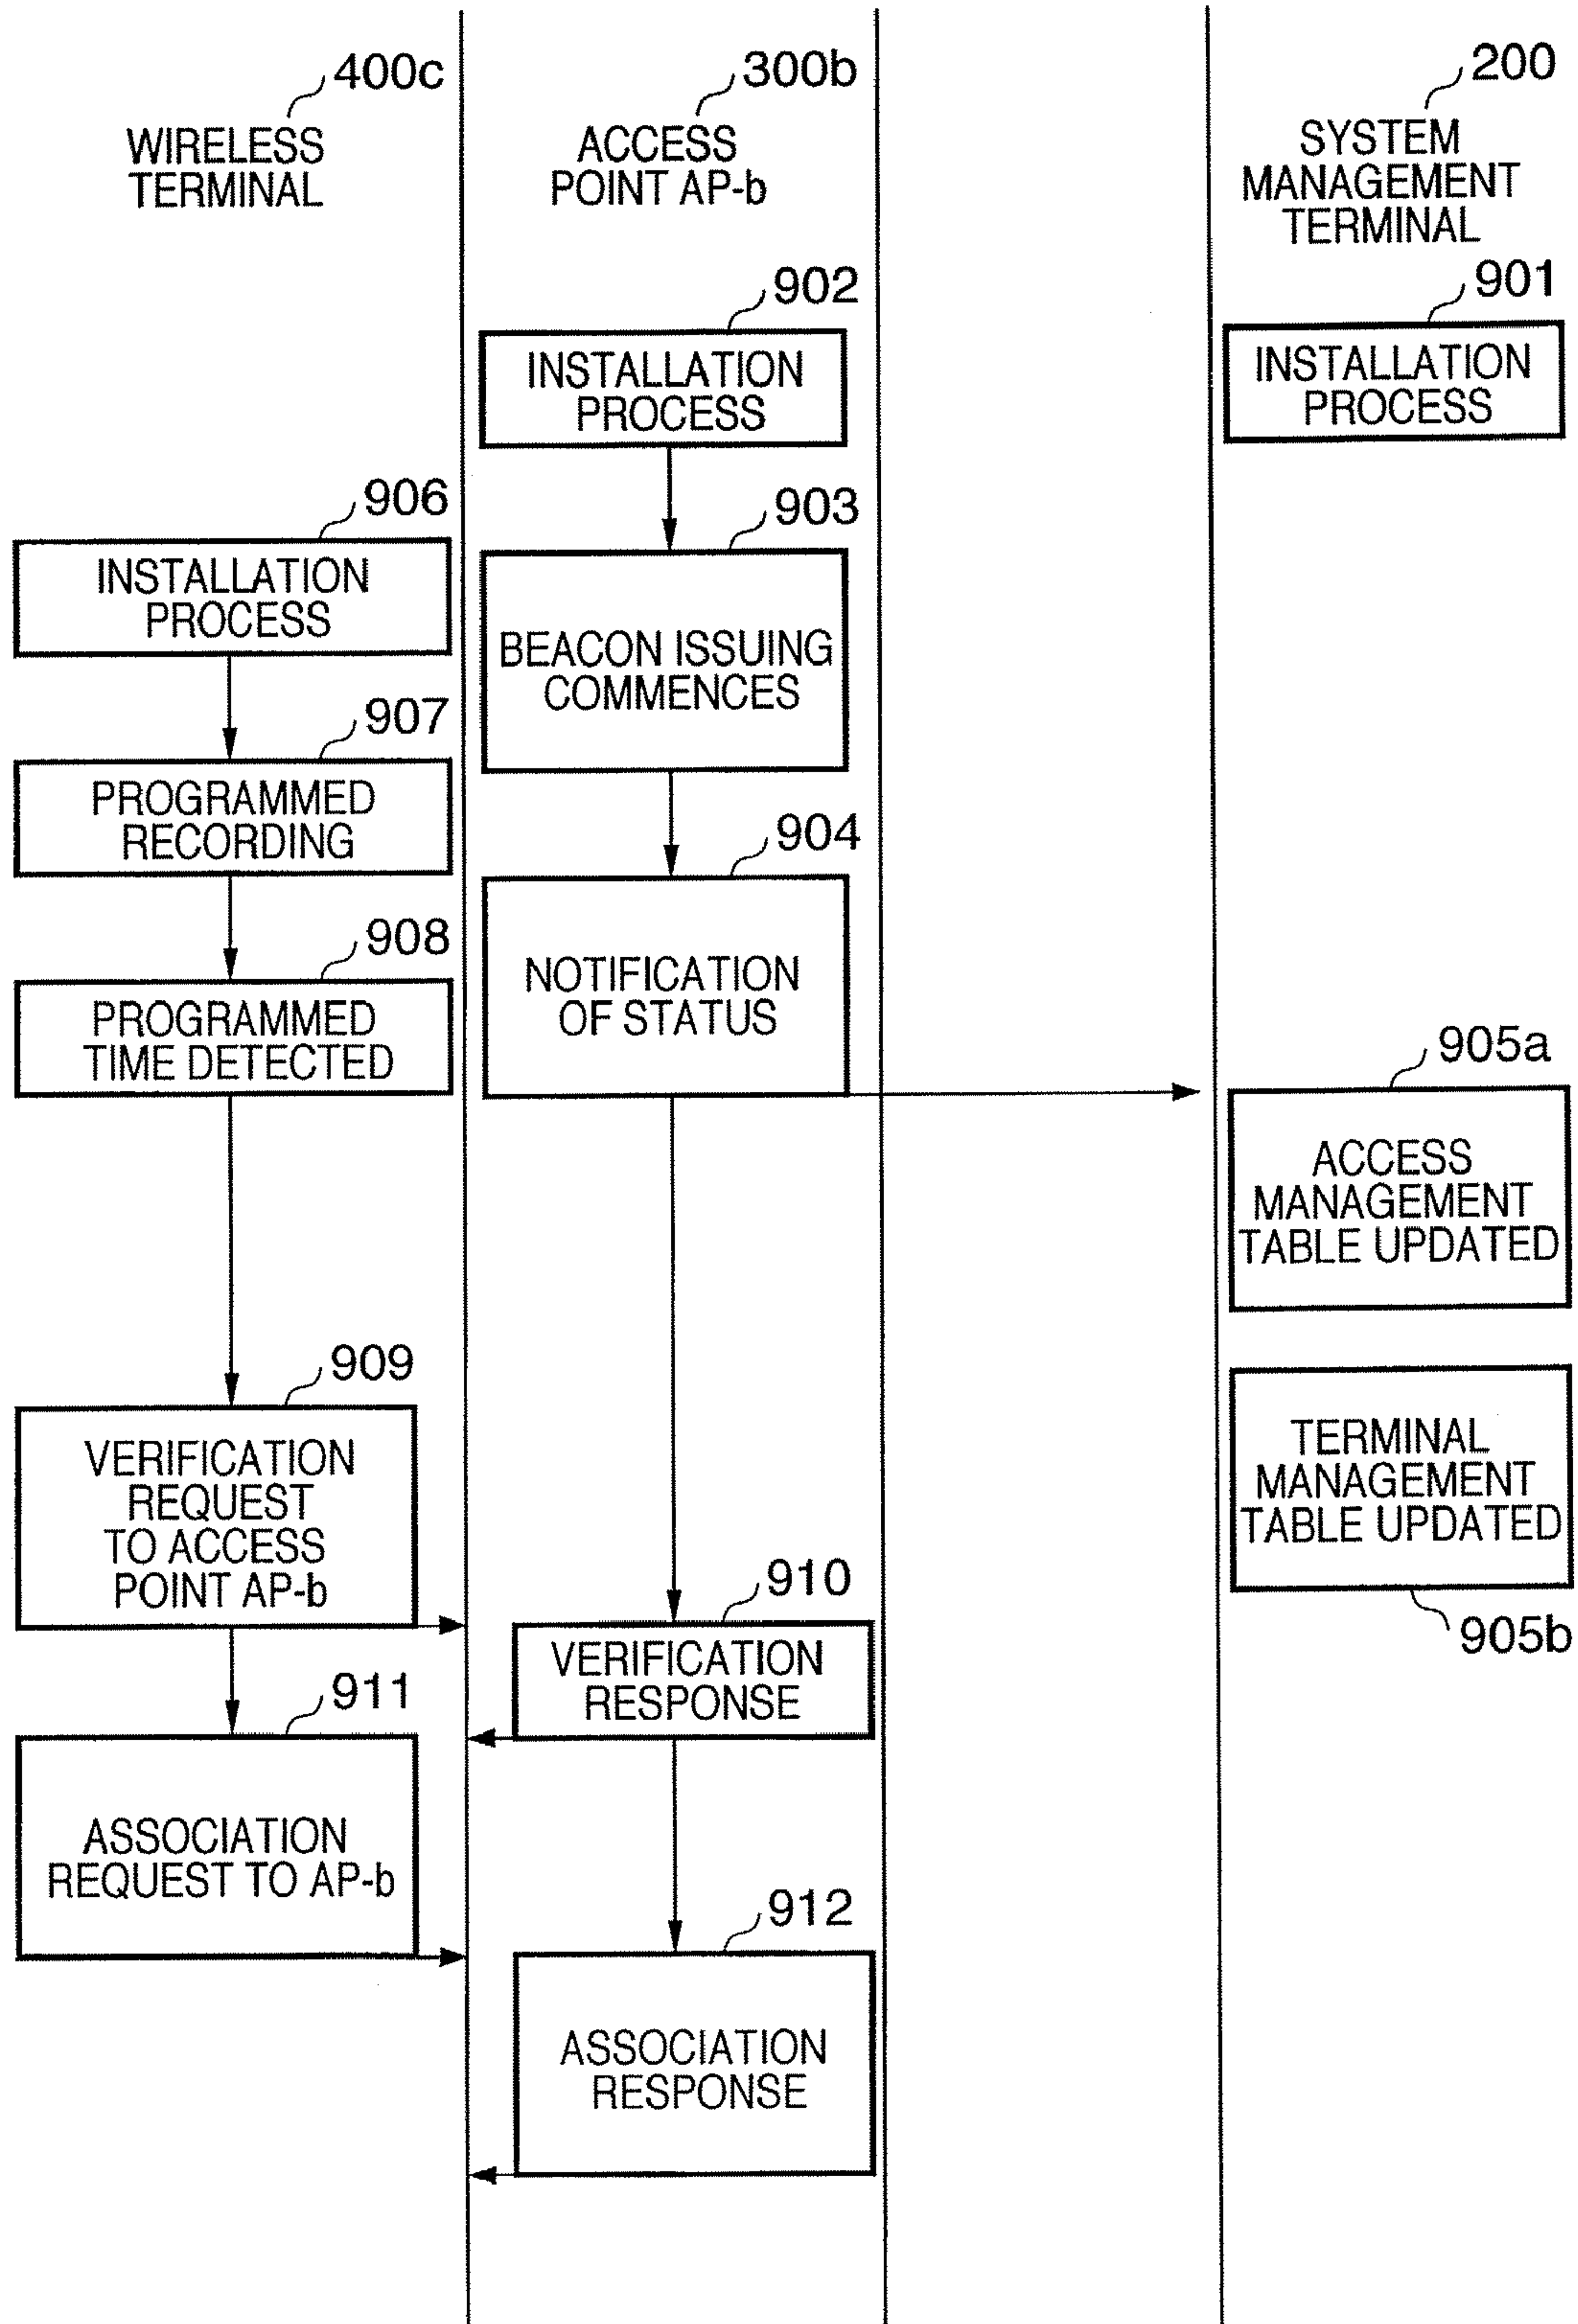 400c
WIRELESS
TERMINAL
300b
ACCESS
POINT AP-b
200
SYSTEM
MANAGEMENT
TERMINAL
902
INSTALLATION
PROCESS
901
INSTALLATION
PROCESS
906
INSTALLATION
PROCESS
903
BEACON ISSUING
COMMENCES
907
PROGRAMMED
RECORDING
904
NOTIFICATION
OF STATUS
908
PROGRAMMED
TIME DETECTED
905a
ACCESS
MANAGEMENT
TABLE UPDATED
909
VERIFICATION
REQUEST
TO ACCESS
POINT AP-b
TERMINAL
MANAGEMENT
TABLE UPDATED
905b
910
VERIFICATION
RESPONSE
911
ASSOCIATION
REQUEST TO AP-b
912
ASSOCIATION
RESPONSE